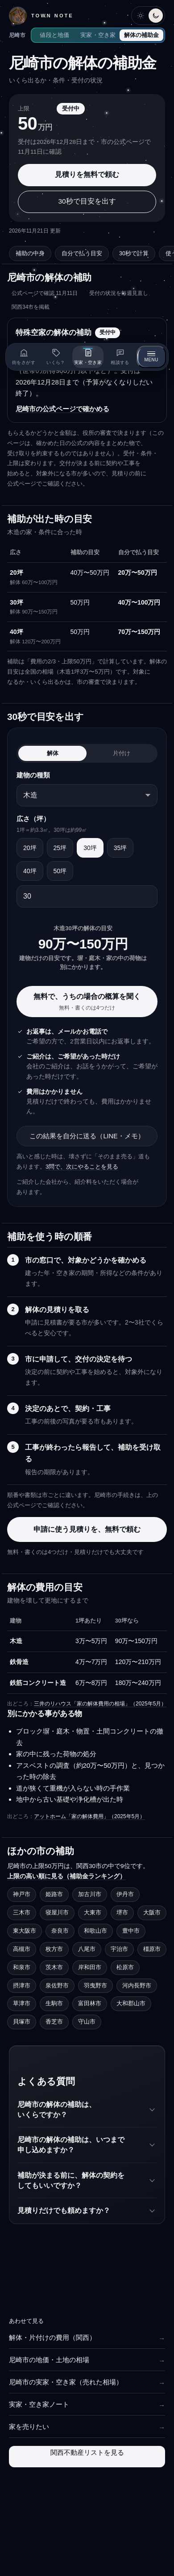 TOWN NOTE
尼崎市
値段と地価
実家・空き家
解体の補助金
尼崎市の解体の補助金
いくら出るか・条件・受付の状況
上限
受付中
50万円
受付は2026年12月28日まで・市の公式ページで
11月11日に確認
見積りを無料で頼む
30秒で目安を出す
2026年11月21日 更新
補助の中身
自分で払う目安
30秒で計算
尼崎市の解体の補助
公式ページで確認 11月11日
受付の状況を毎週見直し
関西34市を掲載
特殊空家の解体の補助
受付中
街をさがす
いくら？
実家・空き家
相談する
MENU
2026年12月28日まで（予算がなくなりしだい
終了）。
尼崎市の公式ページで確かめる
もらえるかどうかと金額は、役所の審査で決まります（この
ページは、確かめた日の公式の内容をまとめた物で、
受け取りを約束するものではありません）。受付・条件・上
限は変わります。交付が決まる前に契約や工事を
始めると、対象外になる市が多いので、見積りの前に
公式ページでご確認ください。
補助が出た時の目安
木造の家・条件に合った時
広さ
補助の目安
自分で払う目安
20坪
解体 60万〜100万円
40万〜50万円
20万〜50万円
30坪
解体 90万〜150万円
50万円
40万〜100万円
40坪
解体 120万〜200万円
50万円
70万〜150万円
補助は「費用の2/3・上限50万円」で計算しています。解体の
目安は全国の相場（木造1坪3万〜5万円）です。対象に
なるか・いくら出るかは、市の審査で決まります。
30秒で目安を出す
解体
片付け
建物の種類
木造
広さ（坪）
1坪＝約3.3㎡、30坪は約99㎡
20坪
25坪
30坪
35坪
40坪
50坪
30
木造30坪の解体の目安
90万〜150万円
建物だけの目安です。塀・庭木・家の中の荷物は
別にかかります。
無料で、うちの場合の概算を聞く
無料・書くのは4つだけ
お返事は、メールかお電話で
ご希望の方で、2営業日以内にお返事します。
ご紹介は、ご希望があった時だけ
会社のご紹介は、お話をうかがって、ご希望が
あった時だけです。
費用はかかりません
見積りだけで終わっても、費用はかかりませ
ん。
この結果を自分に送る（LINE・メモ）
高いと感じた時は、壊さずに「そのまま売る」道も
あります。3問で、次にやることを見る
ご紹介した会社から、紹介料をいただく場合が
あります。
補助を使う時の順番
1
市の窓口で、対象かどうかを確かめる
建った年・空き家の期間・所得などの条件があり
ます。
2
解体の見積りを取る
申請に見積書が要る市が多いです。2〜3社でくら
べると安心です。
3
市に申請して、交付の決定を待つ
決定の前に契約や工事を始めると、対象外になり
ます。
4
決定のあとで、契約・工事
工事の前後の写真が要る市もあります。
5
工事が終わったら報告して、補助を受け取
る
報告の期限があります。
順番や書類は市ごとに違います。尼崎市の手続きは、上の
公式ページでご確認ください。
申請に使う見積りを、無料で頼む
無料・書くのは4つだけ・見積りだけでも大丈夫です
解体の費用の目安
建物を壊して更地にするまで
建物
1坪あたり
30坪なら
木造
3万〜5万円
90万〜150万円
鉄骨造
4万〜7万円
120万〜210万円
鉄筋コンクリート造
6万〜8万円
180万〜240万円
出どころ：三井のリハウス「家の解体費用の相場」（2025年5月）
別にかかる事がある物
ブロック塀・庭木・物置・土間コンクリートの撤
去
家の中に残った荷物の処分
アスベストの調査（約20万〜50万円）と、見つか
った時の除去
道が狭くて重機が入らない時の手作業
地中から古い基礎や浄化槽が出た時
出どころ：アットホーム「家の解体費用」（2025年5月）
ほかの市の補助
尼崎市の上限50万円は、関西30市の中で9位です。
上限の高い順に見る（補助金ランキング）
神戸市
姫路市
加古川市
伊丹市
三木市
寝屋川市
大東市
堺市
大阪市
東大阪市
奈良市
和歌山市
豊中市
高槻市
枚方市
八尾市
宇治市
橿原市
和泉市
茨木市
岸和田市
松原市
摂津市
泉佐野市
羽曳野市
河内長野市
草津市
生駒市
富田林市
大和郡山市
貝塚市
香芝市
守山市
よくある質問
尼崎市の解体の補助は、
いくらですか？
尼崎市の解体の補助は、いつまで
申し込めますか？
補助が決まる前に、解体の契約を
してもいいですか？
見積りだけでも頼めますか？
あわせて見る
解体・片付けの費用（関西）
尼崎市の地価・土地の相場
尼崎市の実家・空き家（売れた相場）
実家・空き家ノート
家を売りたい
関西不動産リストを見る